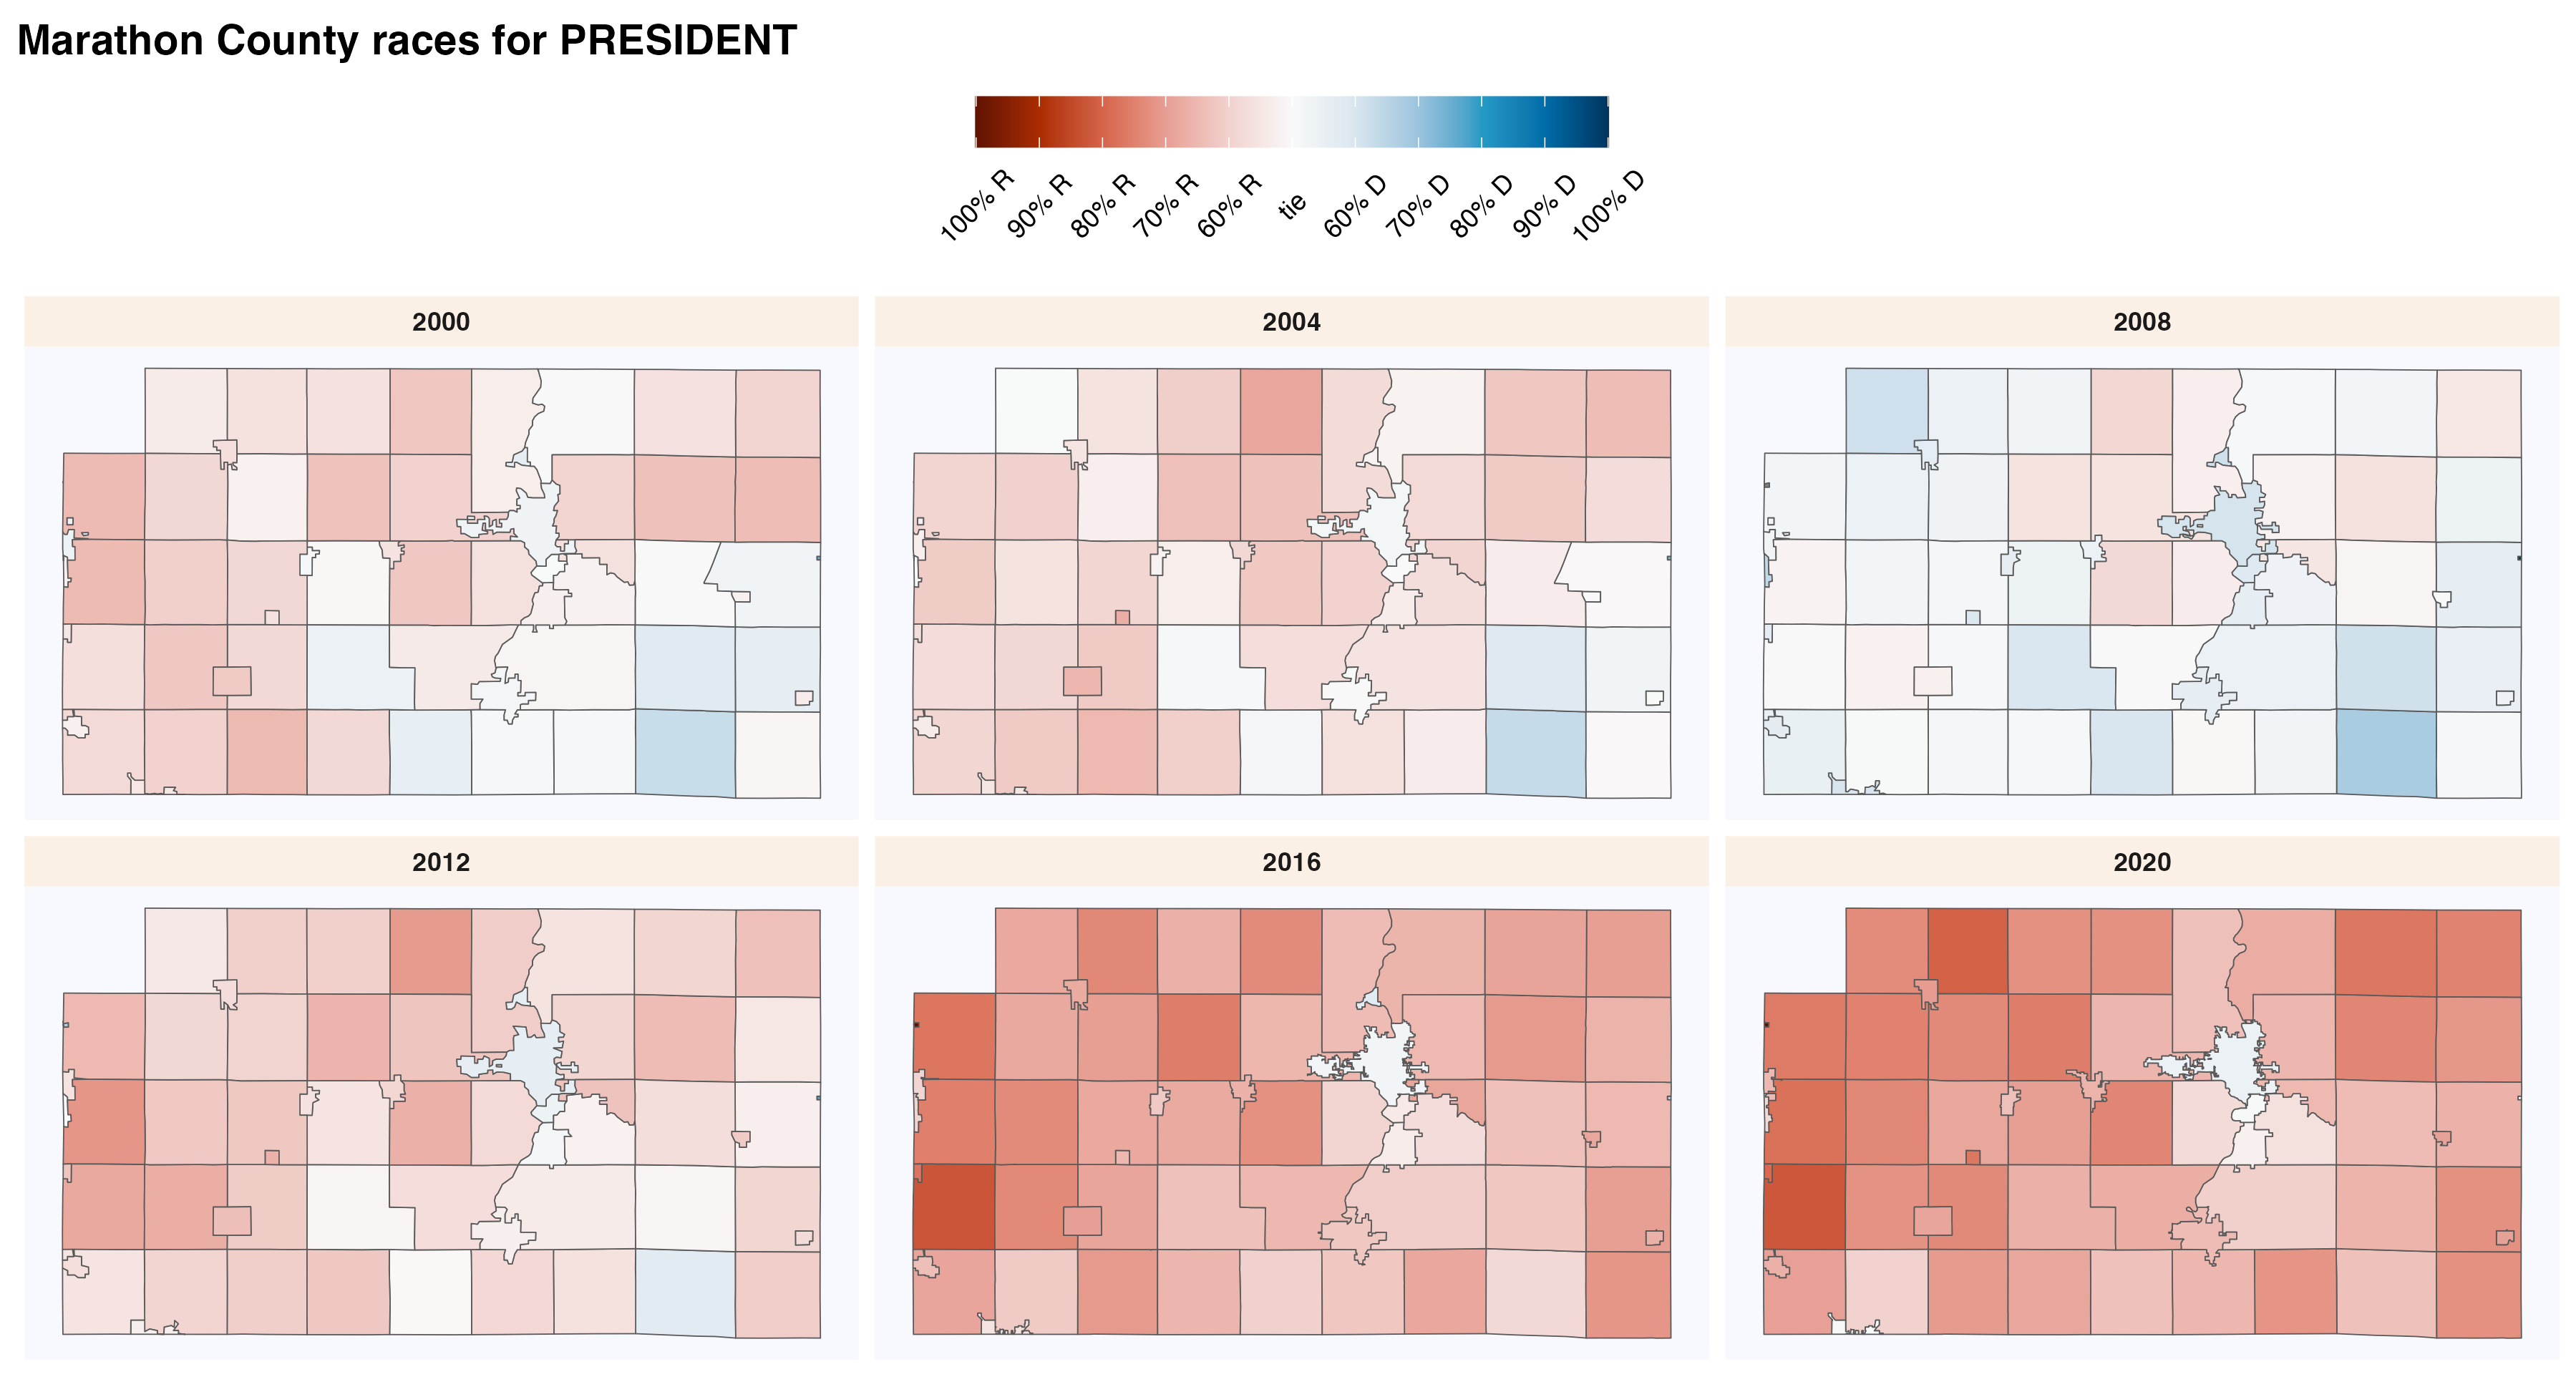 Marathon County races for PRESIDENT
100% R
90% R
80% R
70% R
60% R
tie
60% D
70% D
80% D
90% D
100% D
2000
2004
2008
2012
2016
2020